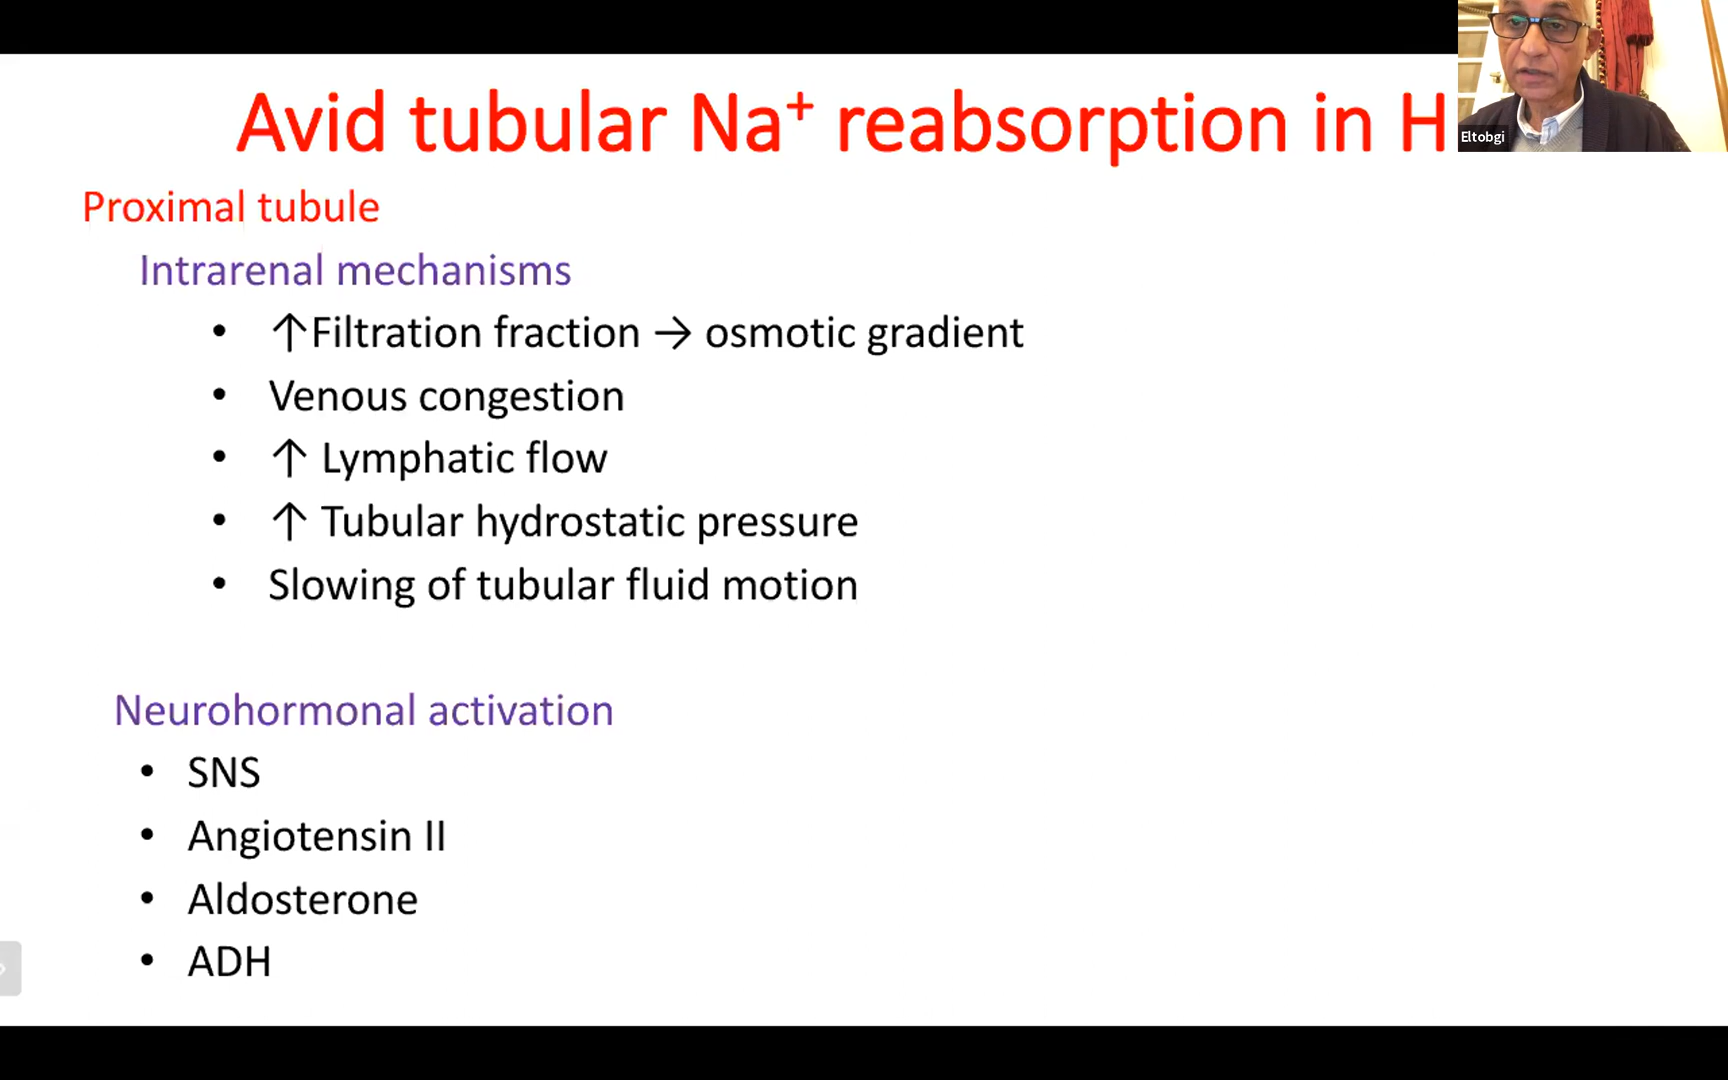 Avid tubular Na⁺ reabsorption in H
Eltobgi
Proximal tubule
Intrarenal mechanisms
• ↑Filtration fraction → osmotic gradient
• Venous congestion
• ↑ Lymphatic flow
• ↑ Tubular hydrostatic pressure
• Slowing of tubular fluid motion
Neurohormonal activation
• SNS
• Angiotensin II
• Aldosterone
• ADH